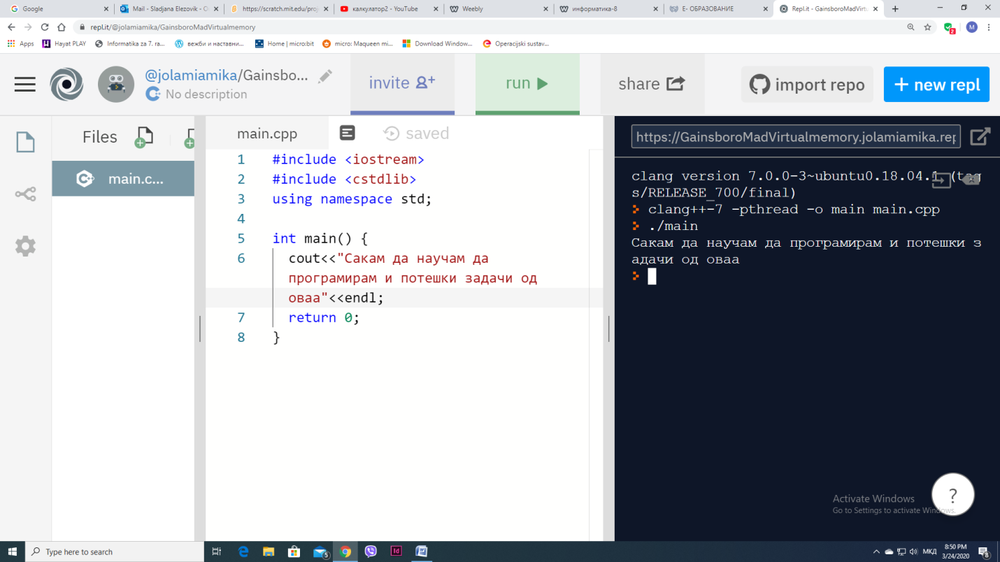 Google
Mail - Sladjana Elezovik - O
https://scratch.mit.edu/proj
калкулатор2 - YouTube
Weebly
информатика-8
Е- ОБРАЗОВАНИЕ
Repl.it - GainsboroMadVirtu
repl.it/@jolamiamika/GainsboroMadVirtualmemory
2
M
Apps
Hayat PLAY
Informatika za 7. ra...
вежби и наставни...
Home | micro:bit
micro: Maqueen mi...
Download Window...
Operacijski sustav...
@jolamiamika/Gainsbo...
No description
invite
run
share
import repo
+ new repl
Files
main.c...
main.cpp
saved
1 #include <iostream>
2 #include <cstdlib>
3 using namespace std;
4
5 int main() {
6 cout<<"Сакам да научам да
програмирам и потешки задачи од
оваа"<<endl;
7 return 0;
8 }
https://GainsboroMadVirtualmemory.jolamiamika.rep
clang version 7.0.0-3~ubuntu0.18.04.1 (tag
s/RELEASE_700/final)
clang++-7 -pthread -o main main.cpp
./main
Сакам да научам да програмирам и потешки з
адачи од оваа
?
Activate Windows
Go to Settings to activate Windows.
Type here to search
5
Id
МКД
8:50 PM
3/24/2020
8